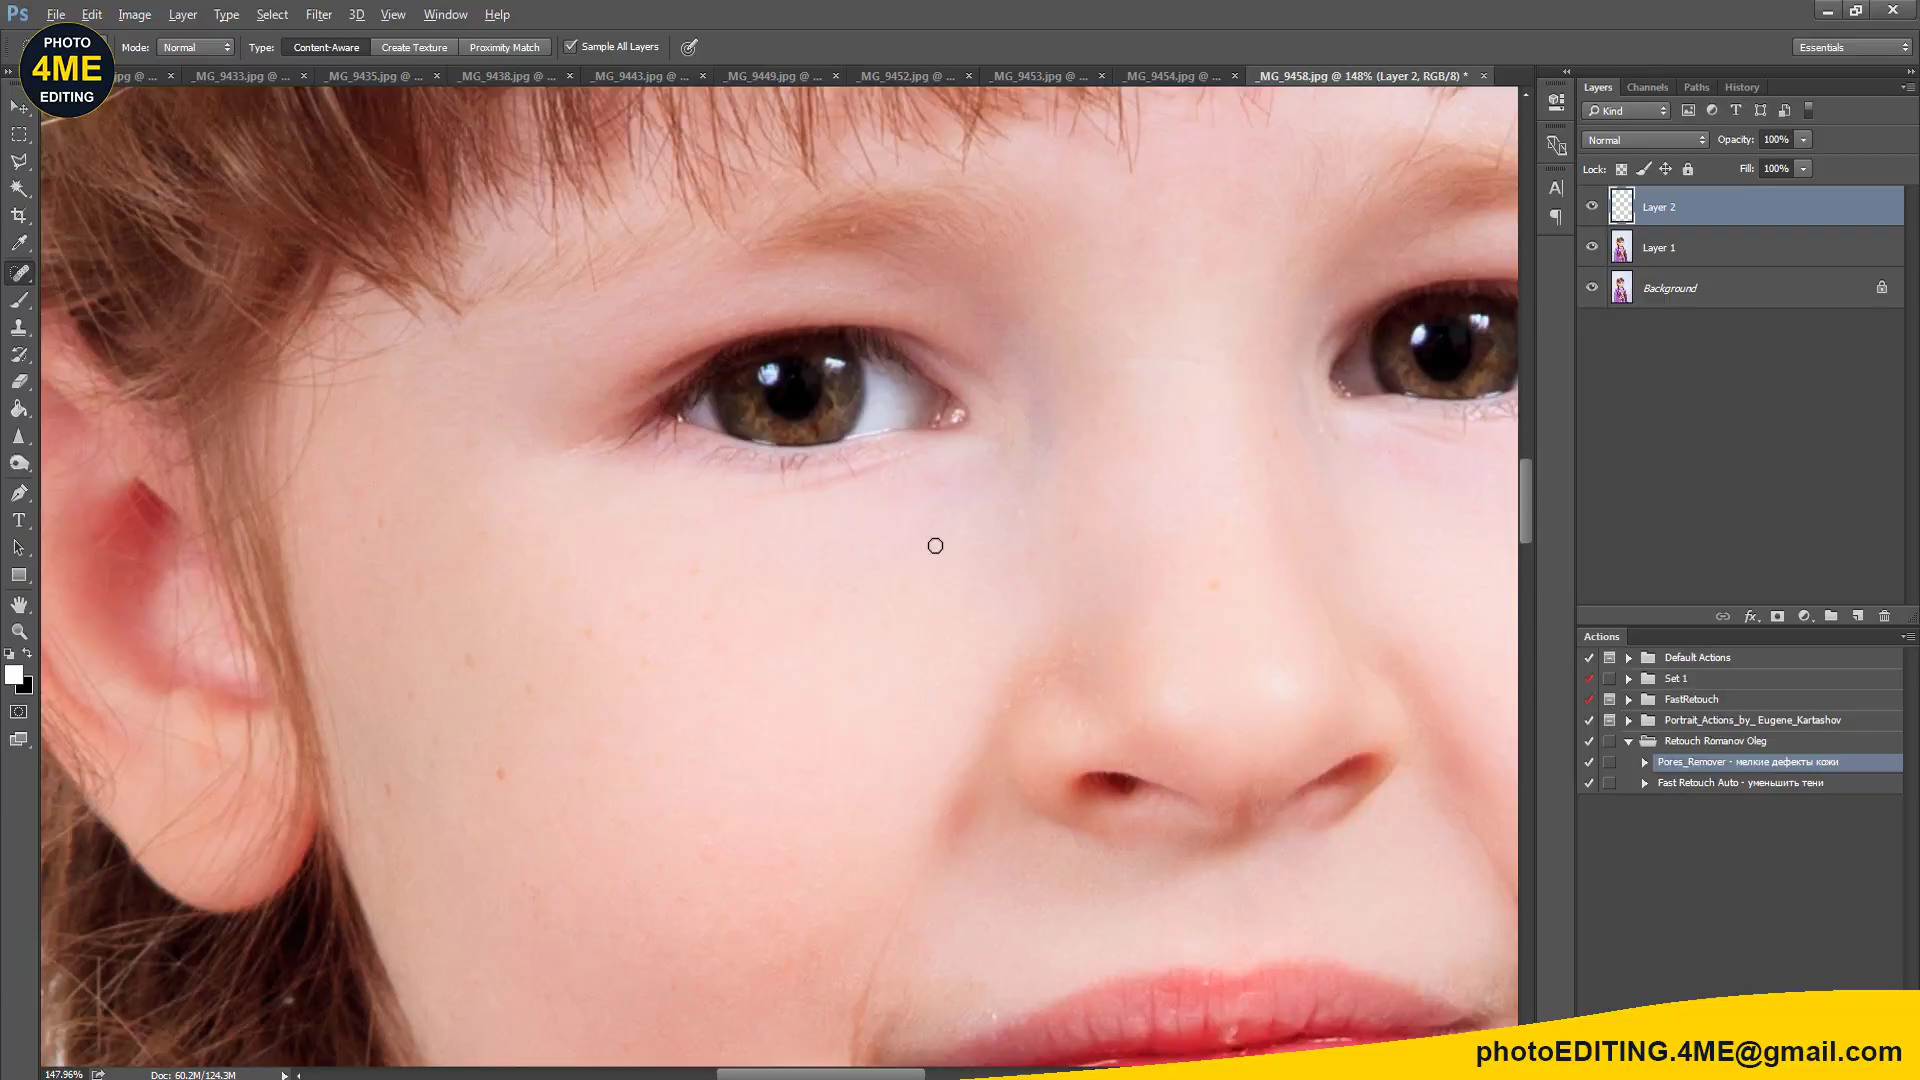 Ps File Edit Image Layer Type Select Filter 3D View Window Help
PHOTO
4ME
EDITING
Mode: Normal Type: Content-Aware Create Texture Proximity Match Sample All Layers Essentials
jpg @ ... _MG_9433.jpg @ ... _MG_9435.jpg @ ... _MG_9438.jpg @ ... _MG_9443.jpg @ ... _MG_9449.jpg @ ... _MG_9452.jpg @ ... _MG_9453.jpg @ ... _MG_9454.jpg @ ... _MG_9458.jpg @ 148% (Layer 2, RGB/8) *
Layers Channels Paths History
Kind
Normal Opacity: 100%
Lock: Fill: 100%
Layer 2
Layer 1
Background
Actions
Default Actions
Set 1
FastRetouch
Portrait_Actions_by_ Eugene_Kartashov
Retouch Romanov Oleg
Pores_Remover - мелкие дефекты кожи
Fast Retouch Auto - уменьшить тени
photoEDITING.4ME@gmail.com
147.96% Doc: 60.2M/124.3M